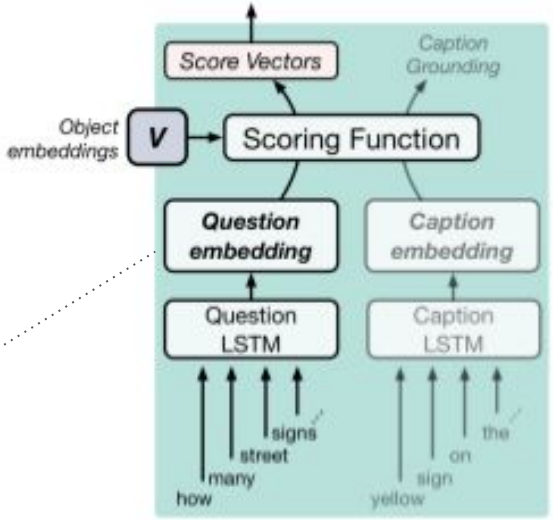 Score Vectors
Caption
Grounding
Object
embeddings
V
Scoring Function
Question
embedding
Caption
embedding
Question
LSTM
Caption
LSTM
how
many
street
signs
...
yellow
sign
on
the
...